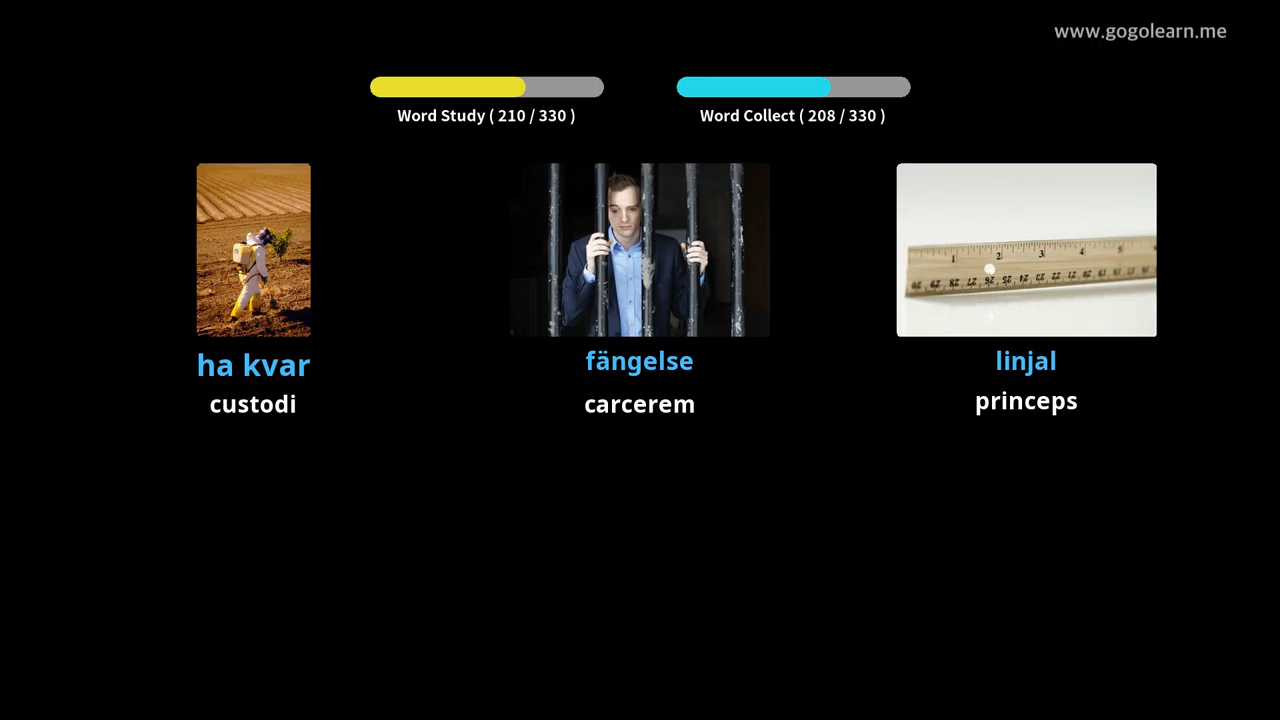 www.gogolearn.me
Word Study ( 210 / 330 )
Word Collect ( 208 / 330 )
ha kvar
custodi
fängelse
carcerem
linjal
princeps